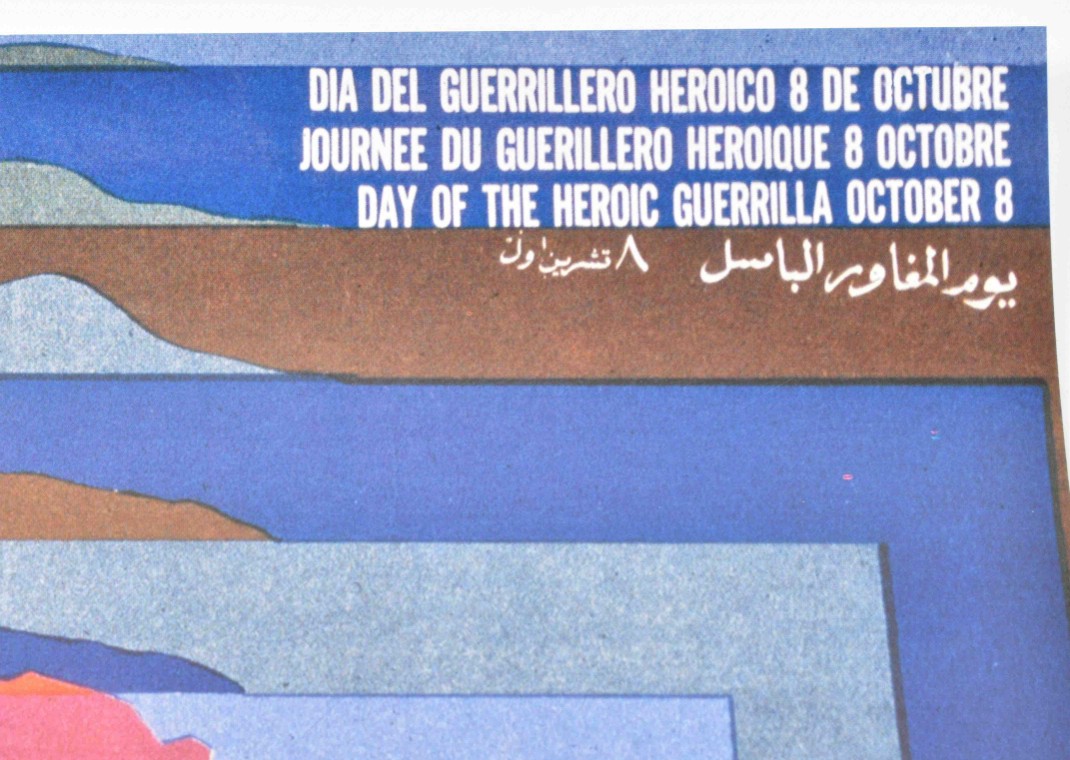 DIA DEL GUERRILLERO HEROICO 8 DE OCTUBRE
JOURNEE DU GUERILLERO HEROIQUE 8 OCTOBRE
DAY OF THE HEROIC GUERRILLA OCTOBER 8
يوم المغاور الباسل ٨ تشرين اول